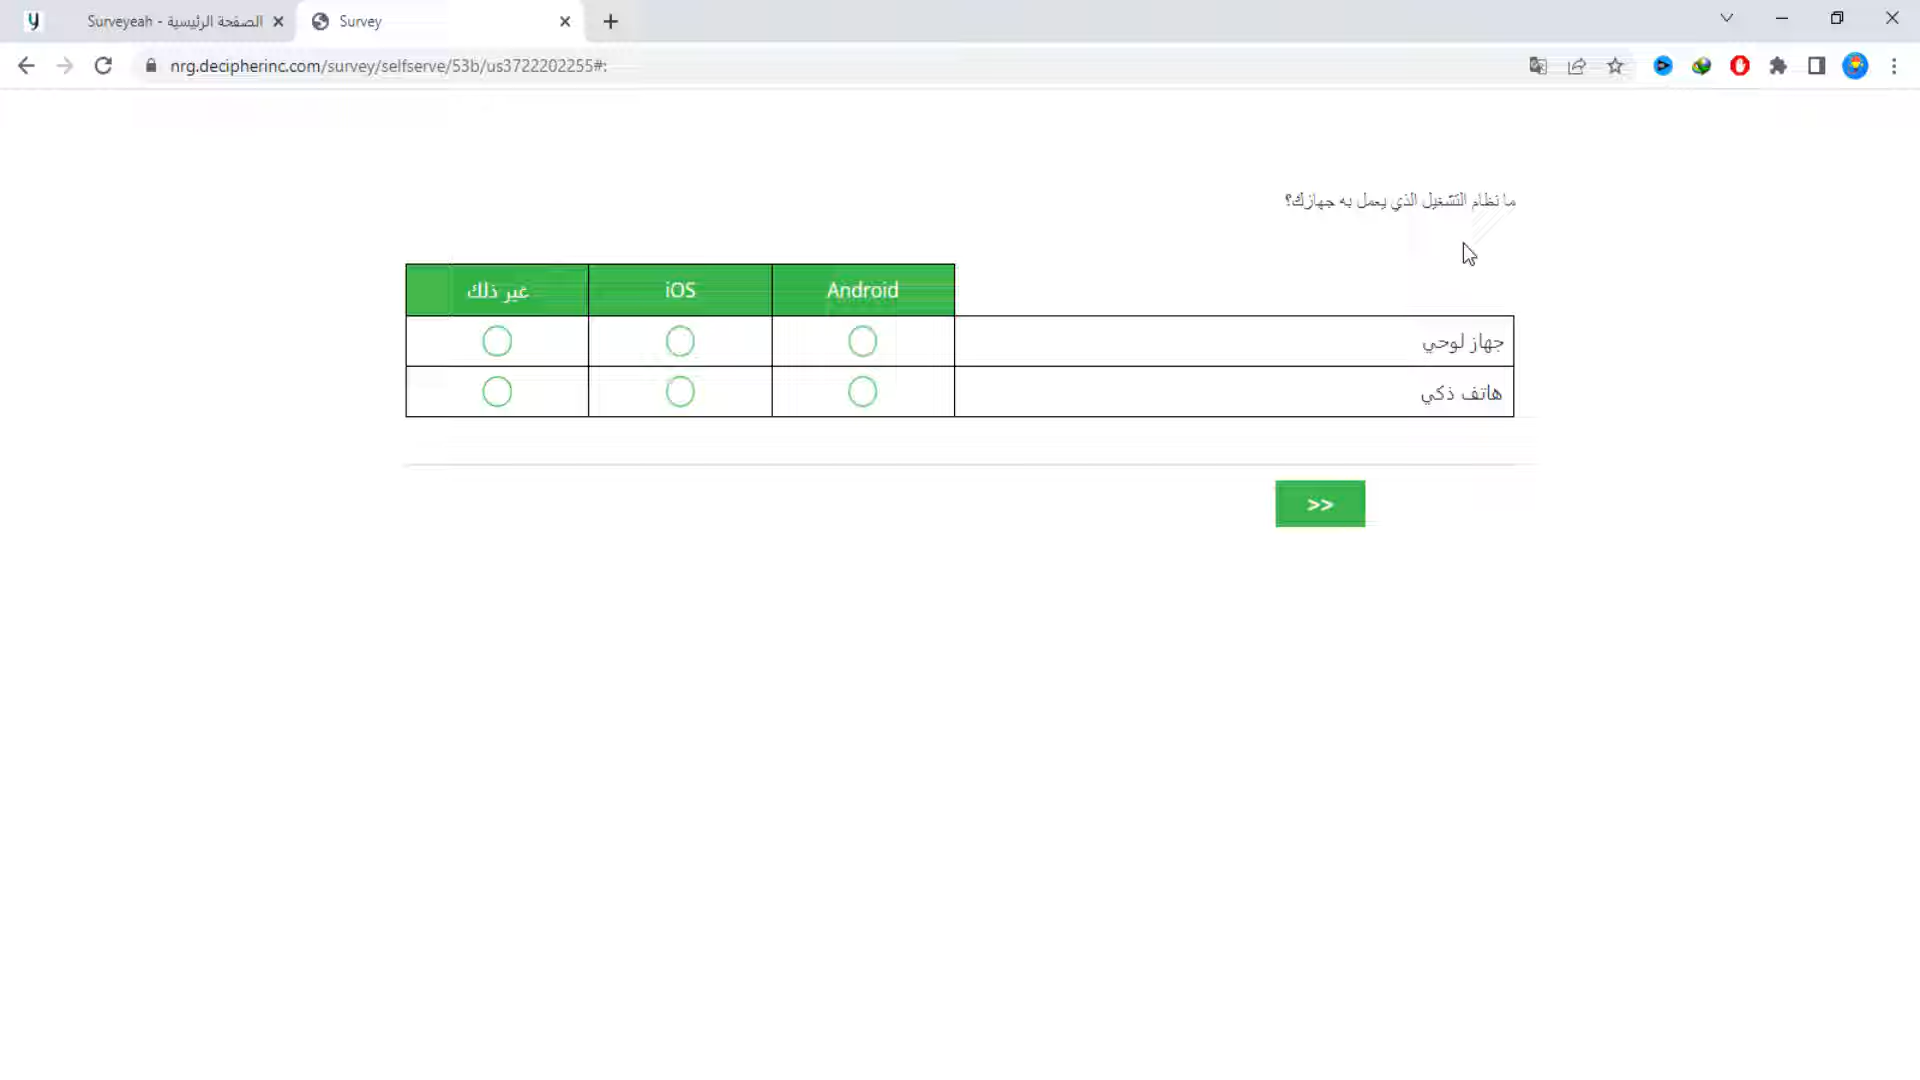 Surveyeah - الصفحة الرئيسية
Survey
nrg.decipherinc.com/survey/selfserve/53b/us3722202255#:
ما نظام التشغيل الذي يعمل به جهازك؟
Android iOS غير ذلك
جهاز لوحي
هاتف ذكي
>>